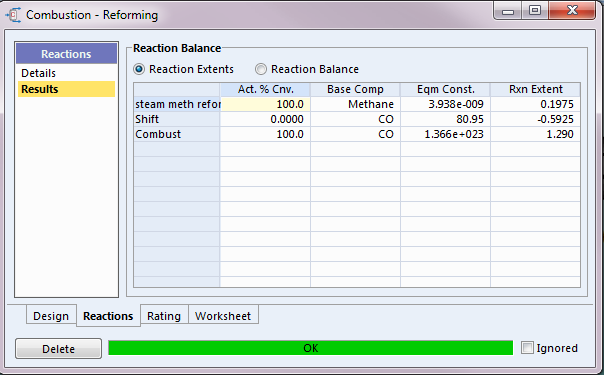 Combustion - Reforming
Reactions
Details
Results
Reaction Balance
Reaction Extents Reaction Balance
Act. % Cnv. Base Comp Eqm Const. Rxn Extent
steam meth refor 100.0 Methane 3.938e-009 0.1975
Shift 0.0000 CO 80.95 -0.5925
Combust 100.0 CO 1.366e+023 1.290
Design Reactions Rating Worksheet
Delete OK Ignored